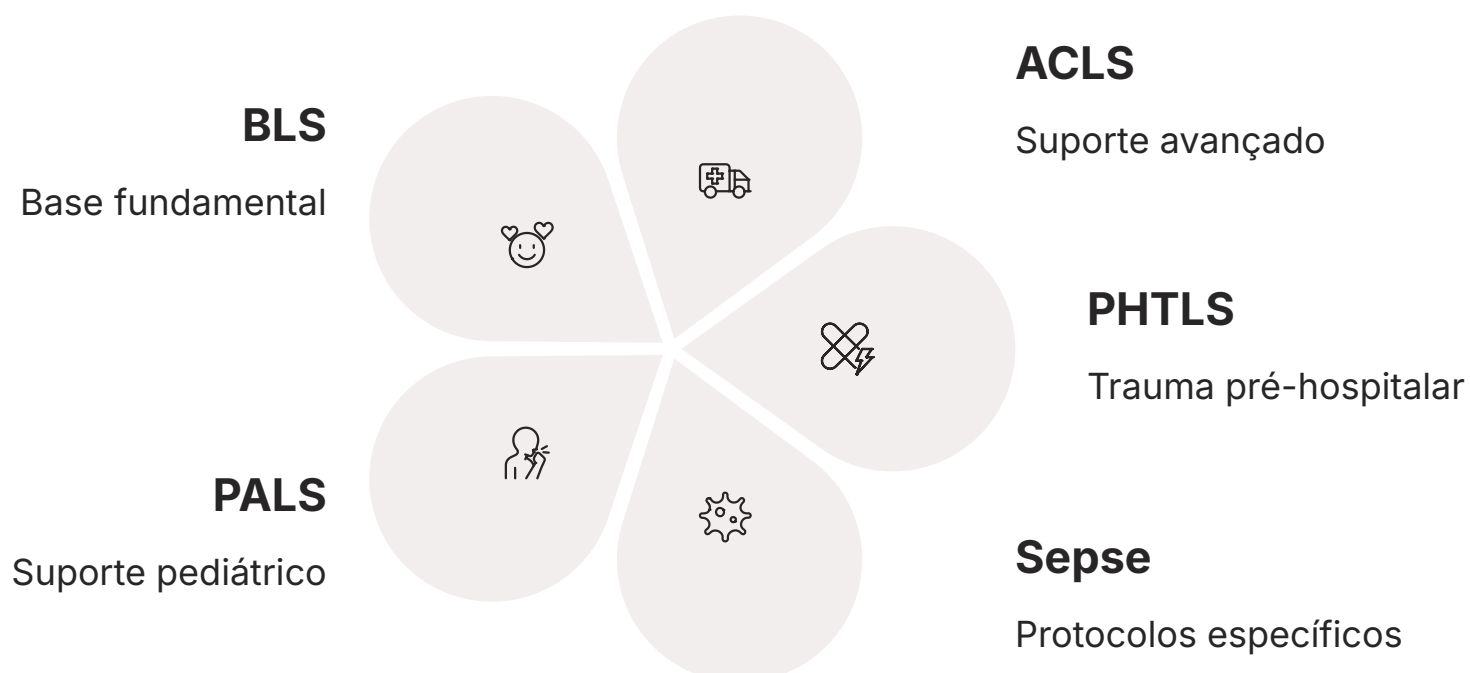 BLS
Base fundamental
ACLS
Suporte avançado
PHTLS
Trauma pré-hospitalar
PALS
Suporte pediátrico
Sepse
Protocolos específicos